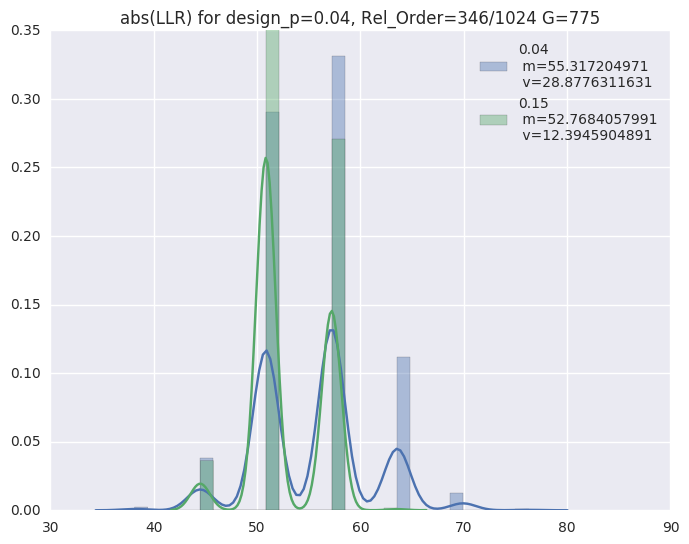 abs(LLR) for design_p=0.04, Rel_Order=346/1024 G=775
0.04
m=55.317204971
v=28.8776311631
0.15
m=52.7684057991
v=12.3945904891
0.35
0.30
0.25
0.20
0.15
0.10
0.05
0.00
30 40 50 60 70 80 90